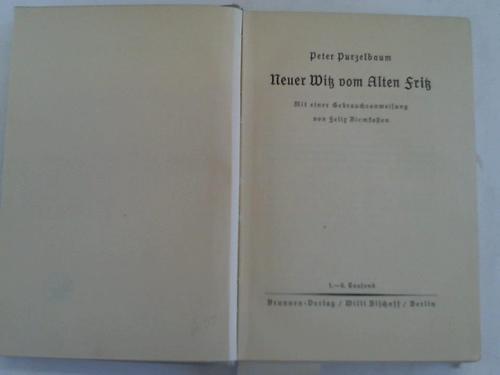 Peter Purzelbaum
Neuer Witz vom Alten Fritz
Mit einer Gebrauchsanweisung
von Felix Riemkasten
1.—6. Tausend
Brunnen-Verlag / Willi Bischoff / Berlin